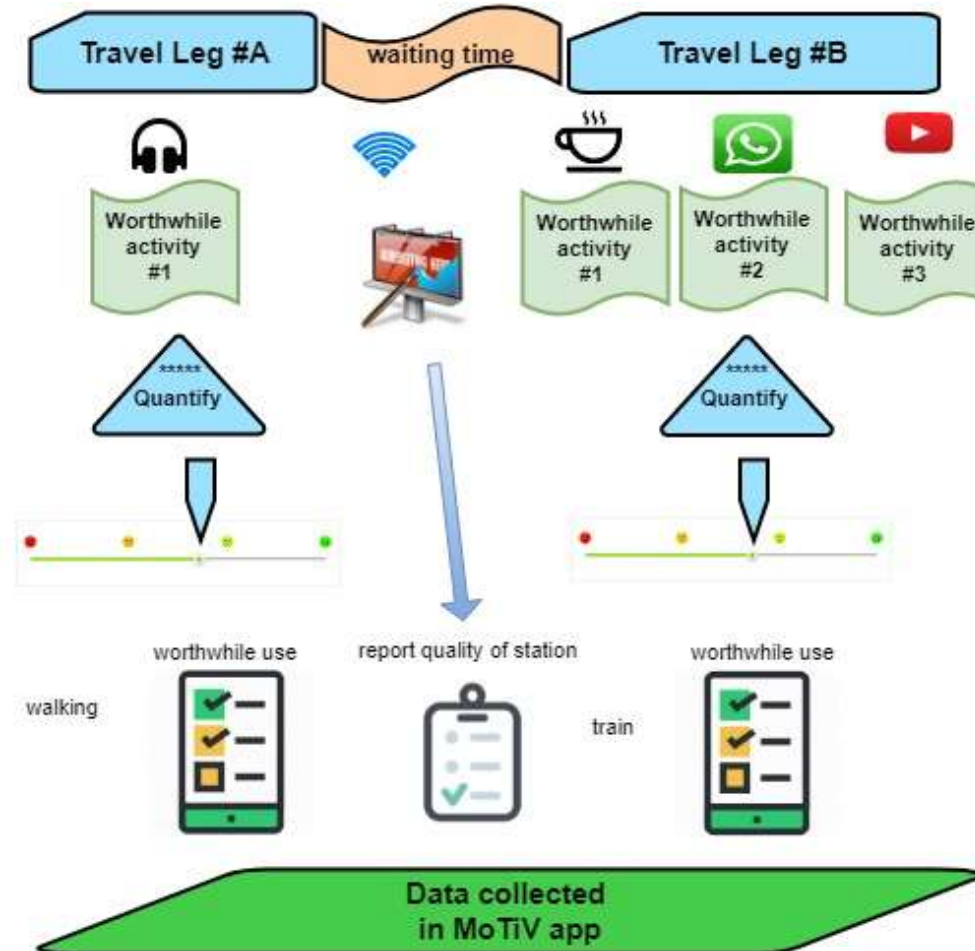 Travel Leg #A
waiting time
Travel Leg #B
Worthwhile
activity
#1
Worthwhile
activity
#1
Worthwhile
activity
#2
Worthwhile
activity
#3
*****
Quantify
*****
Quantify
worthwhile use
report quality of station
worthwhile use
walking
train
Data collected
in MoTiV app